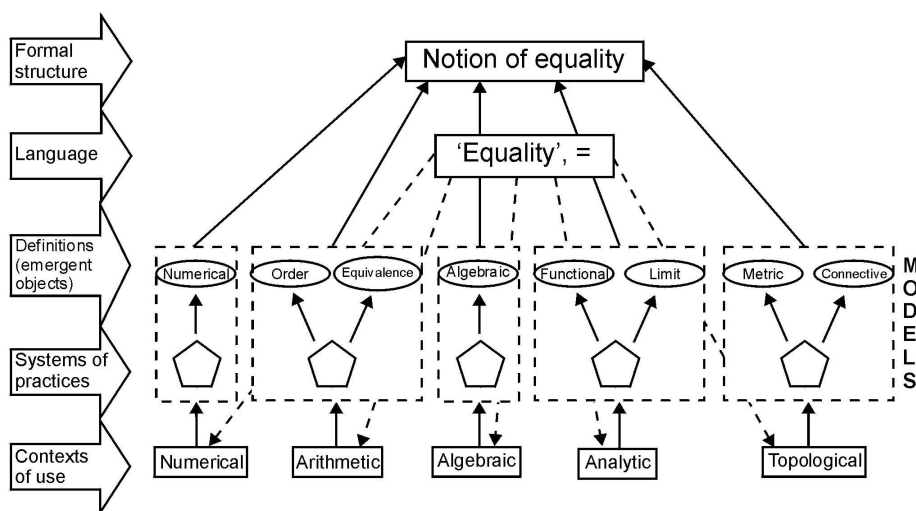 Formal
structure
Notion of equality
Language
'Equality', =
Definitions
(emergent
objects)
Numerical
Order
Equivalence
Algebraic
Functional
Limit
Metric
Connective
MODELS
Systems of
practices
Contexts
of use
Numerical
Arithmetic
Algebraic
Analytic
Topological